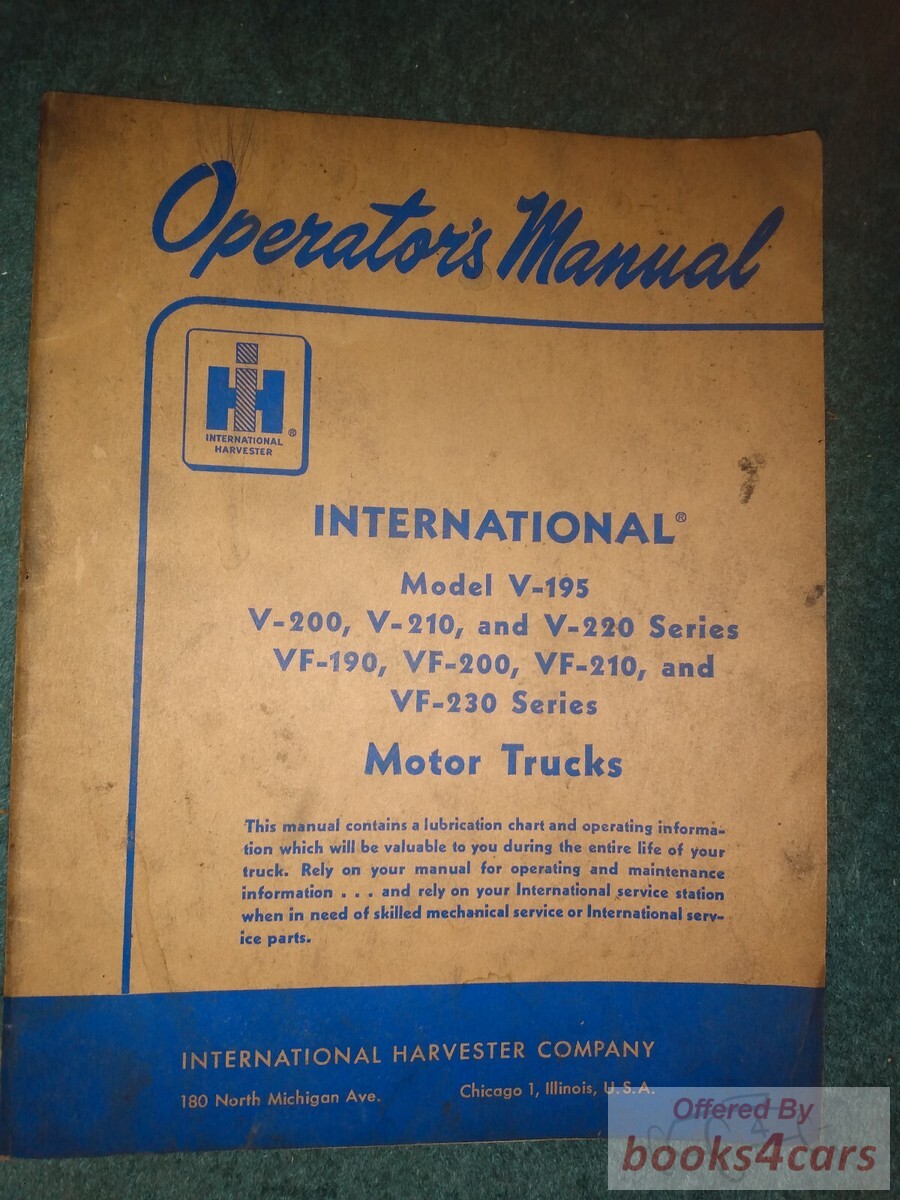 Operator's Manual
IH
INTERNATIONAL
HARVESTER ®
INTERNATIONAL®
Model V-195
V-200, V-210, and V-220 Series
VF-190, VF-200, VF-210, and
VF-230 Series
Motor Trucks
This manual contains a lubrication chart and operating informa-
tion which will be valuable to you during the entire life of your
truck. Rely on your manual for operating and maintenance
information . . . and rely on your International service station
when in need of skilled mechanical service or International serv-
ice parts.
INTERNATIONAL HARVESTER COMPANY
180 North Michigan Ave. Chicago 1, Illinois, U.S.A.
Offered By
books4cars